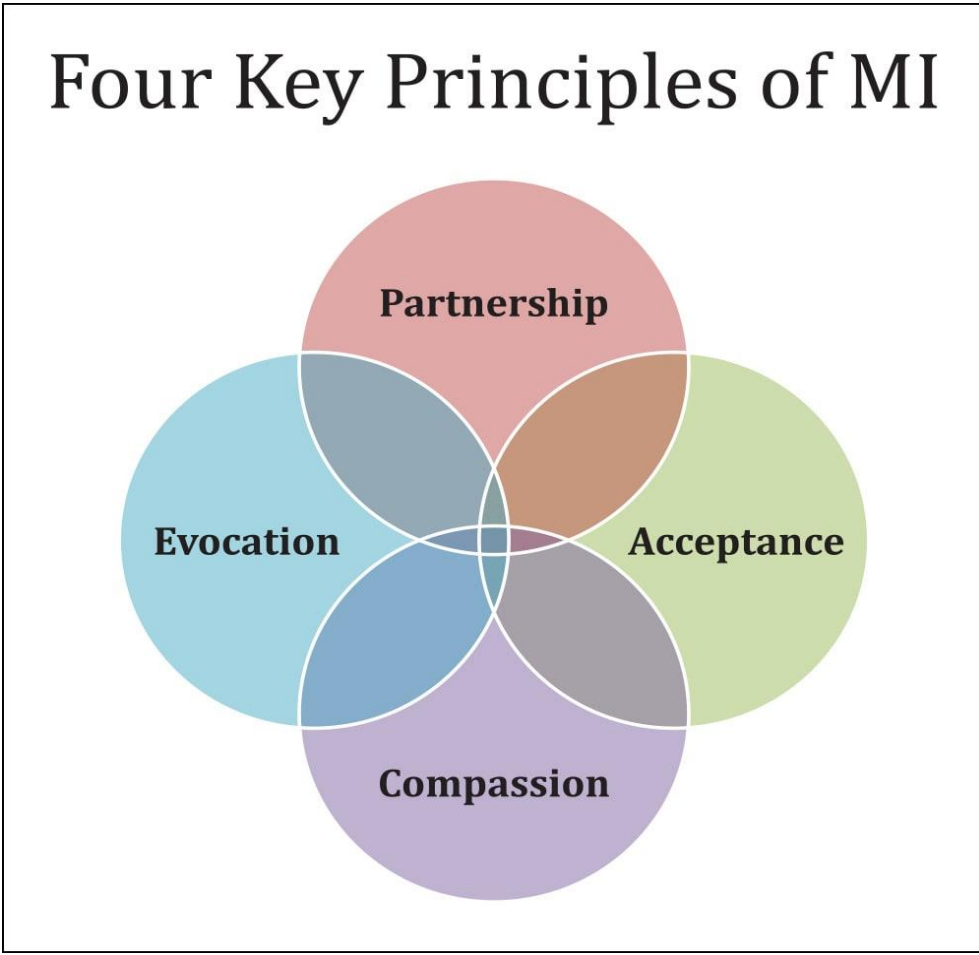 Four Key Principles of MI
Partnership
Evocation
Acceptance
Compassion